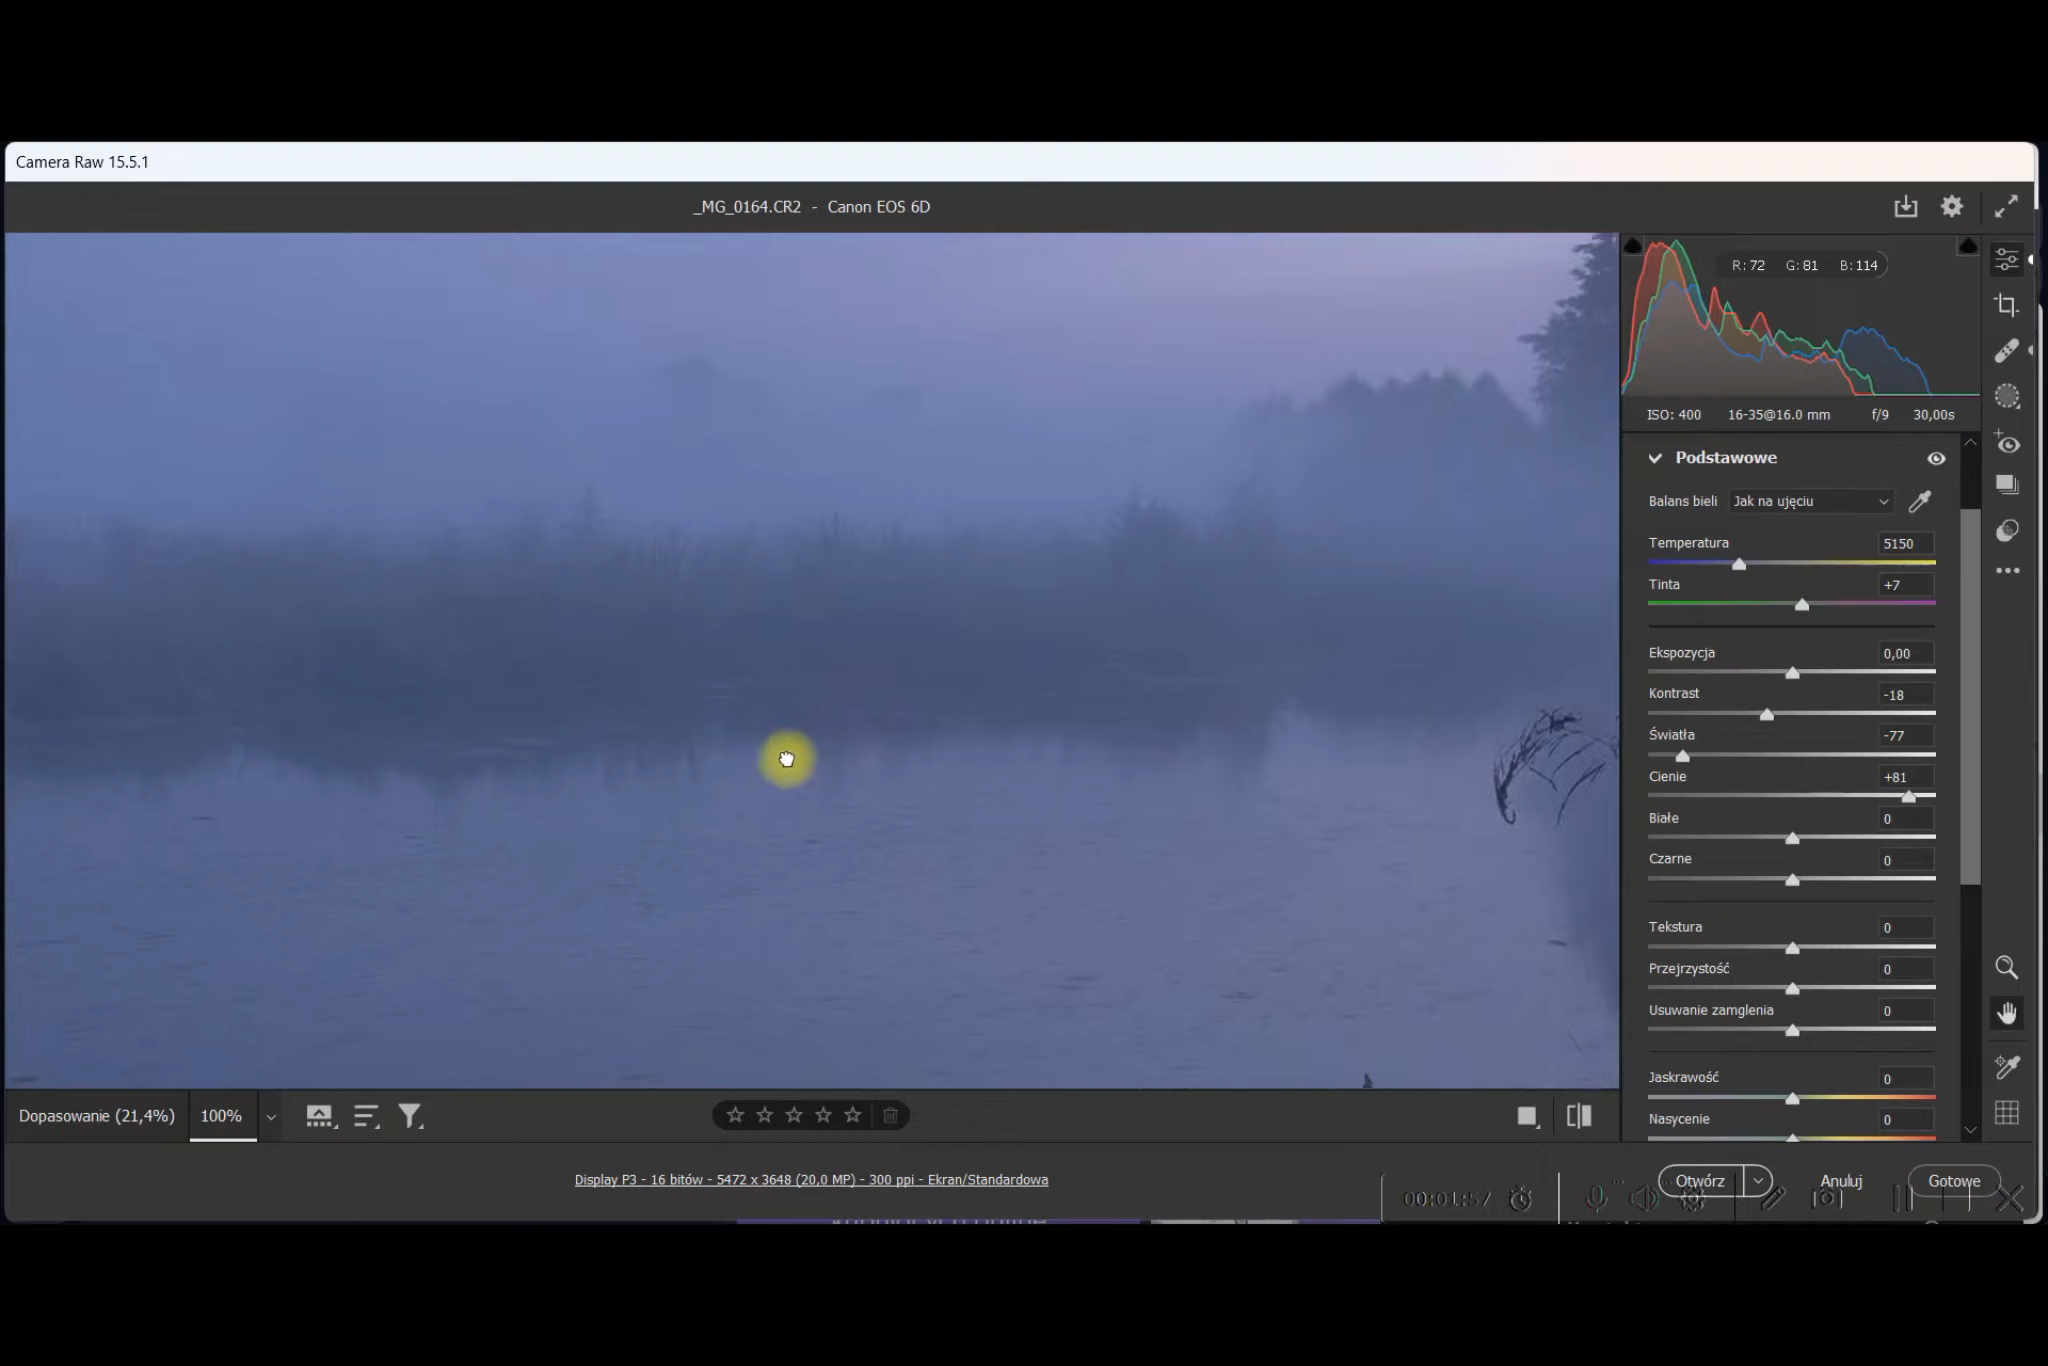 Camera Raw 15.5.1
_MG_0164.CR2 - Canon EOS 6D
R: 72 G: 81 B: 114
ISO: 400 16-35@16.0 mm f/9 30,00s
Podstawowe
Balans bieli Jak na ujęciu
Temperatura 5150
Tinta +7
Ekspozycja 0,00
Kontrast -18
Światła -77
Cienie +81
Białe 0
Czarne 0
Tekstura 0
Przejrzystość 0
Usuwanie zamglenia 0
Jaskrawość 0
Nasycenie 0
Dopasowanie (21,4%) 100%
Display P3 - 16 bitów - 5472 x 3648 (20,0 MP) - 300 ppi - Ekran/Standardowa
Otwórz Anuluj Gotowe
00:01:57